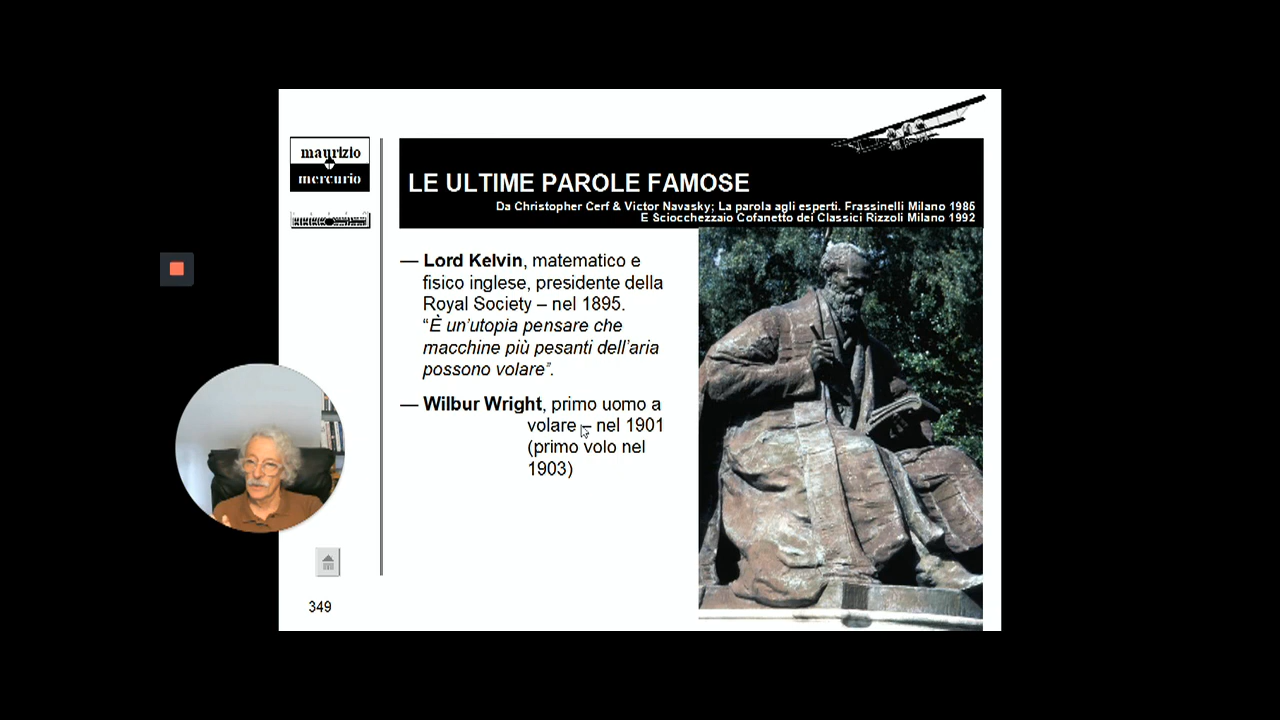 maurizio
mercurio
LE ULTIME PAROLE FAMOSE
Da Christopher Cerf & Victor Navasky; La parola agli esperti. Frassinelli Milano 1985
E Sciocchezzaio Cofanetto dei Classici Rizzoli Milano 1992
— Lord Kelvin, matematico e
fisico inglese, presidente della
Royal Society – nel 1895.
“È un’utopia pensare che
macchine più pesanti dell’aria
possono volare”.
— Wilbur Wright, primo uomo a
volare – nel 1901
(primo volo nel
1903)
349